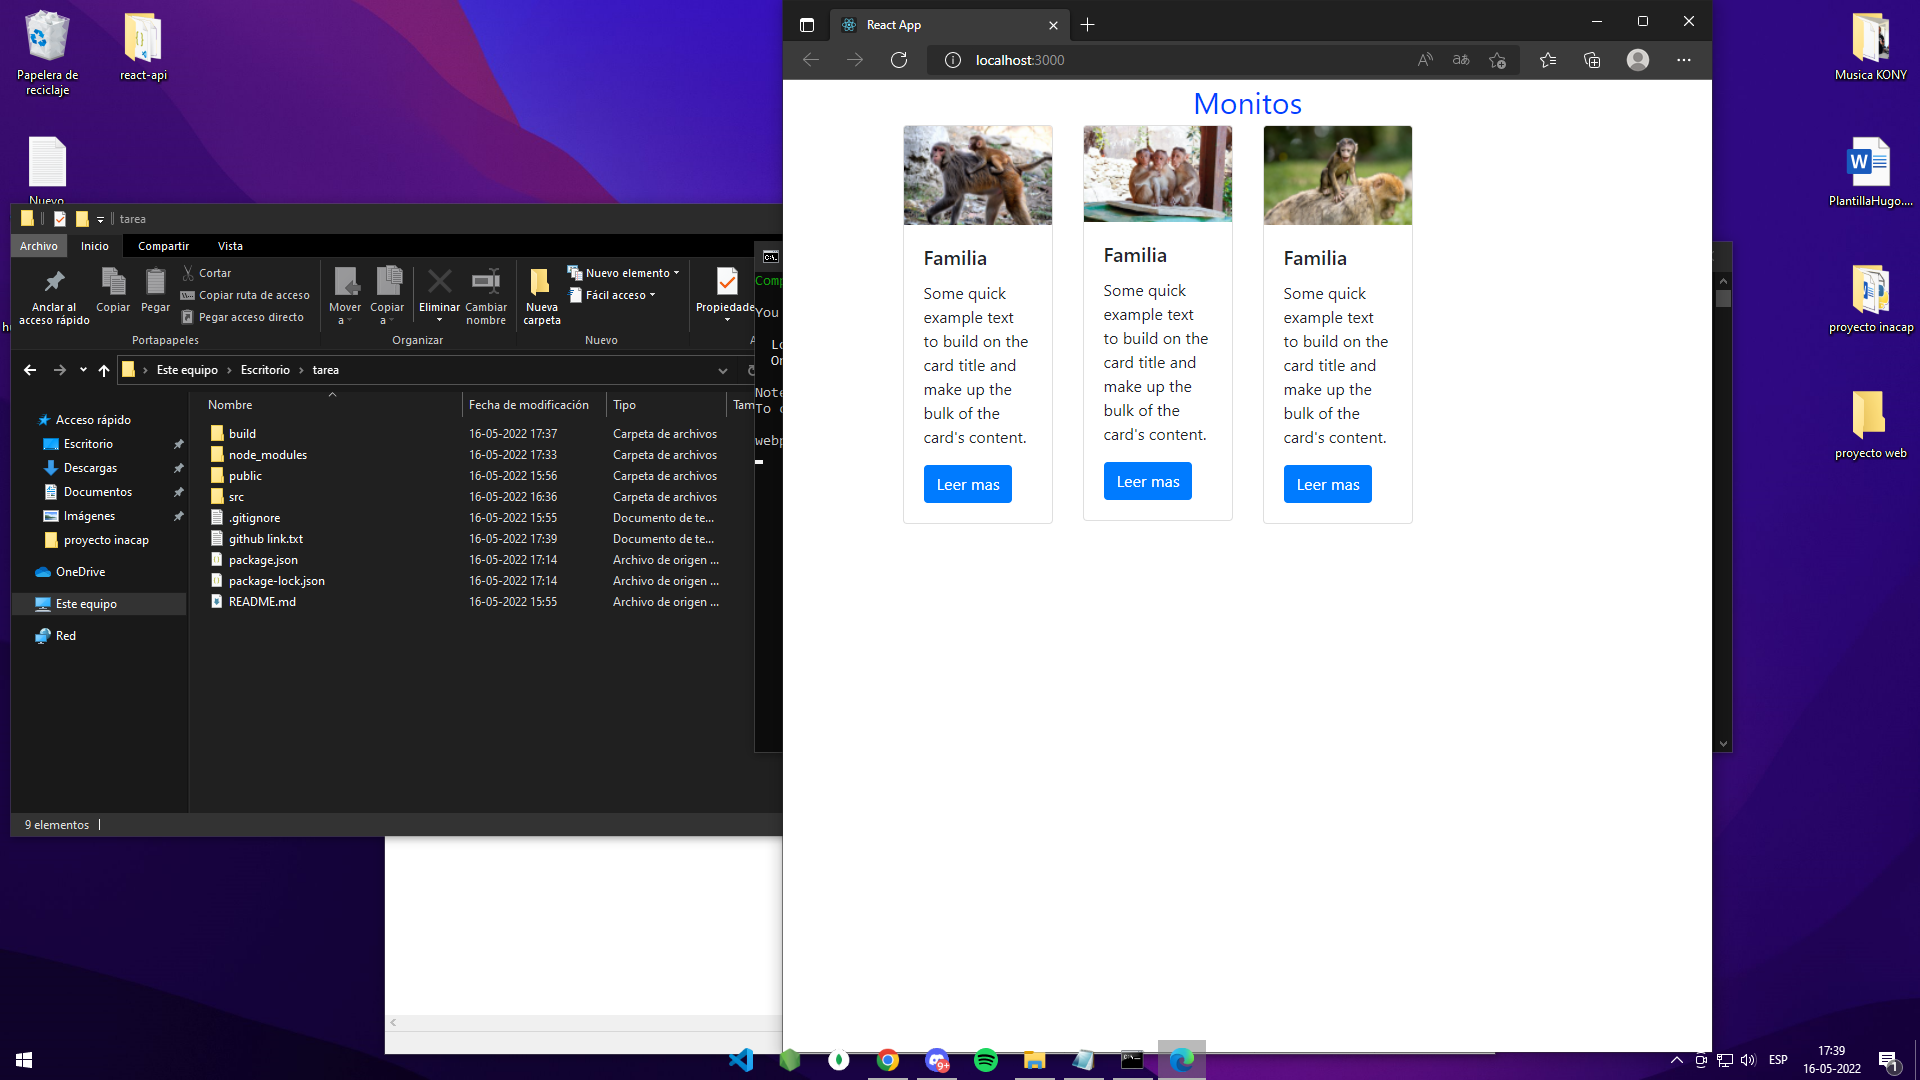 Papelera de
reciclaje
react-api
Nuevo
Musica KONY
PlantillaHugo....
proyecto inacap
proyecto web
React App
localhost:3000
Monitos
Familia
Some quick
example text
to build on the
card title and
make up the
bulk of the
card's content.
Leer mas
Familia
Some quick
example text
to build on the
card title and
make up the
bulk of the
card's content.
Leer mas
Familia
Some quick
example text
to build on the
card title and
make up the
bulk of the
card's content.
Leer mas
tarea
Archivo Inicio Compartir Vista
Anclar al
acceso rápido
Copiar
Pegar
Cortar
Copiar ruta de acceso
Pegar acceso directo
Portapapeles
Mover
a
Copiar
a
Eliminar
Cambiar
nombre
Organizar
Nueva
carpeta
Nuevo elemento
Fácil acceso
Nuevo
Propiedade
Este equipo › Escritorio › tarea
Nombre Fecha de modificación Tipo Tam
build 16-05-2022 17:37 Carpeta de archivos
node_modules 16-05-2022 17:33 Carpeta de archivos
public 16-05-2022 15:56 Carpeta de archivos
src 16-05-2022 16:36 Carpeta de archivos
.gitignore 16-05-2022 15:55 Documento de te...
github link.txt 16-05-2022 17:39 Documento de te...
package.json 16-05-2022 17:14 Archivo de origen ...
package-lock.json 16-05-2022 17:14 Archivo de origen ...
README.md 16-05-2022 15:55 Archivo de origen ...
Acceso rápido
Escritorio
Descargas
Documentos
Imágenes
proyecto inacap
OneDrive
Este equipo
Red
9 elementos
Comp
You
Lo
On
Note
To c
webp
9+
ESP
17:39
16-05-2022
1